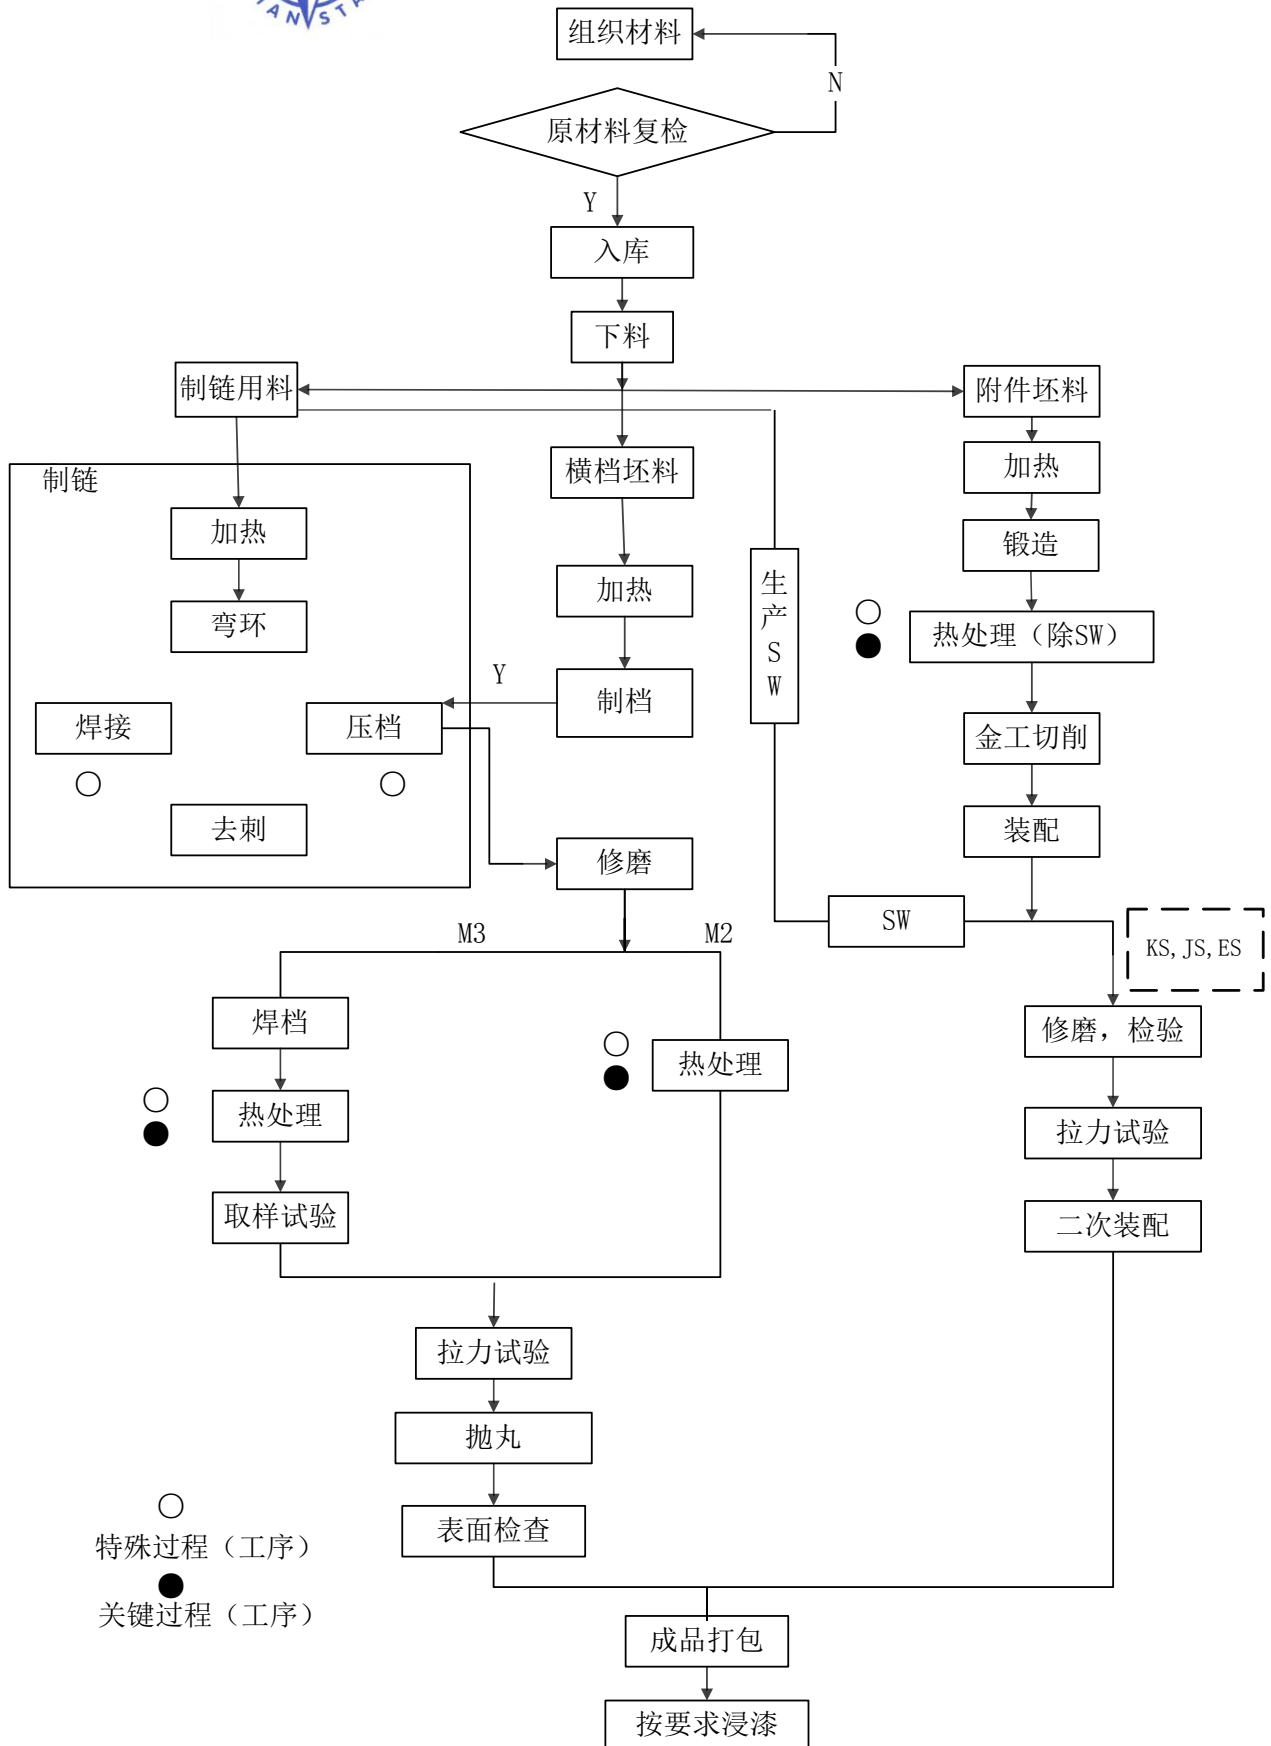 AN STA
组织材料
N
原材料复检
Y
入库
下料
制链用料
附件坯料
横档坯料
加热
制链
加热
锻造
加热
生产SW
弯环
热处理（除SW）
Y
制档
焊接
压档
金工切削
去刺
装配
修磨
SW
M3
M2
KS,JS,ES
焊档
修磨，检验
热处理
热处理
拉力试验
取样试验
二次装配
拉力试验
抛丸
表面检查
特殊过程（工序）
关键过程（工序）
成品打包
按要求浸漆